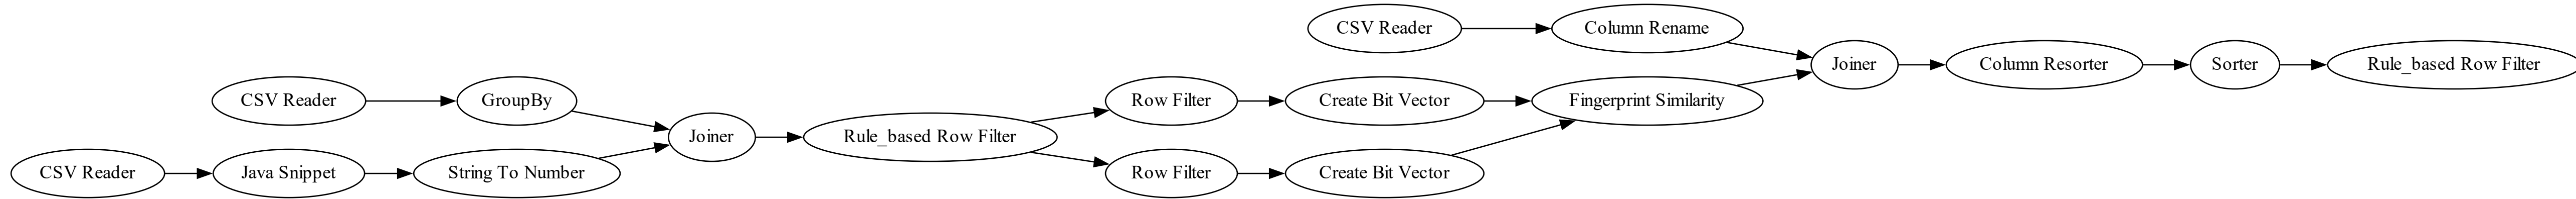 CSV Reader
Column Rename
Joiner
Column Resorter
Sorter
Rule_based Row Filter
CSV Reader
GroupBy
Row Filter
Create Bit Vector
Fingerprint Similarity
Joiner
Rule_based Row Filter
CSV Reader
Java Snippet
String To Number
Row Filter
Create Bit Vector